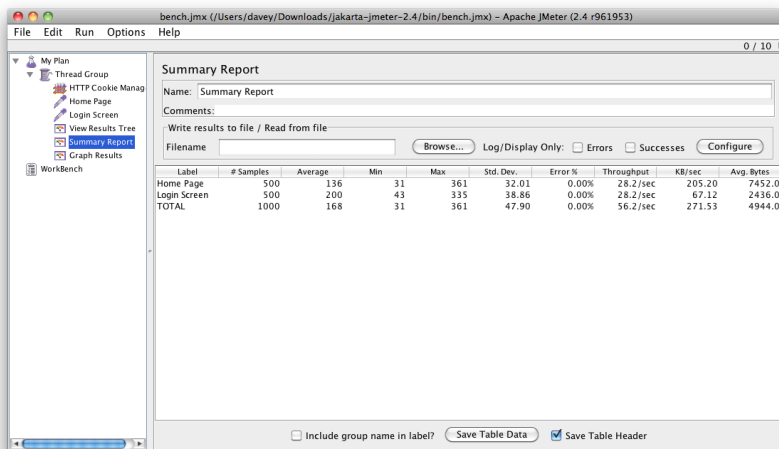 bench.jmx (/Users/davey/Downloads/jakarta-jmeter-2.4/bin/bench.jmx) – Apache JMeter (2.4 r961953)
File Edit Run Options Help
0 / 10
My Plan
Thread Group
HTTP Cookie Manag
Home Page
Login Screen
View Results Tree
Summary Report
Graph Results
WorkBench
Summary Report
Name: Summary Report
Comments:
Write results to file / Read from file
Filename Browse... Log/Display Only: Errors Successes Configure
Label # Samples Average Min Max Std. Dev. Error % Throughput KB/sec Avg. Bytes
Home Page 500 136 31 361 32.01 0.00% 28.2/sec 205.20 7452.0
Login Screen 500 200 43 335 38.86 0.00% 28.2/sec 67.12 2436.0
TOTAL 1000 168 31 361 47.90 0.00% 56.2/sec 271.53 4944.0
Include group name in label? Save Table Data Save Table Header